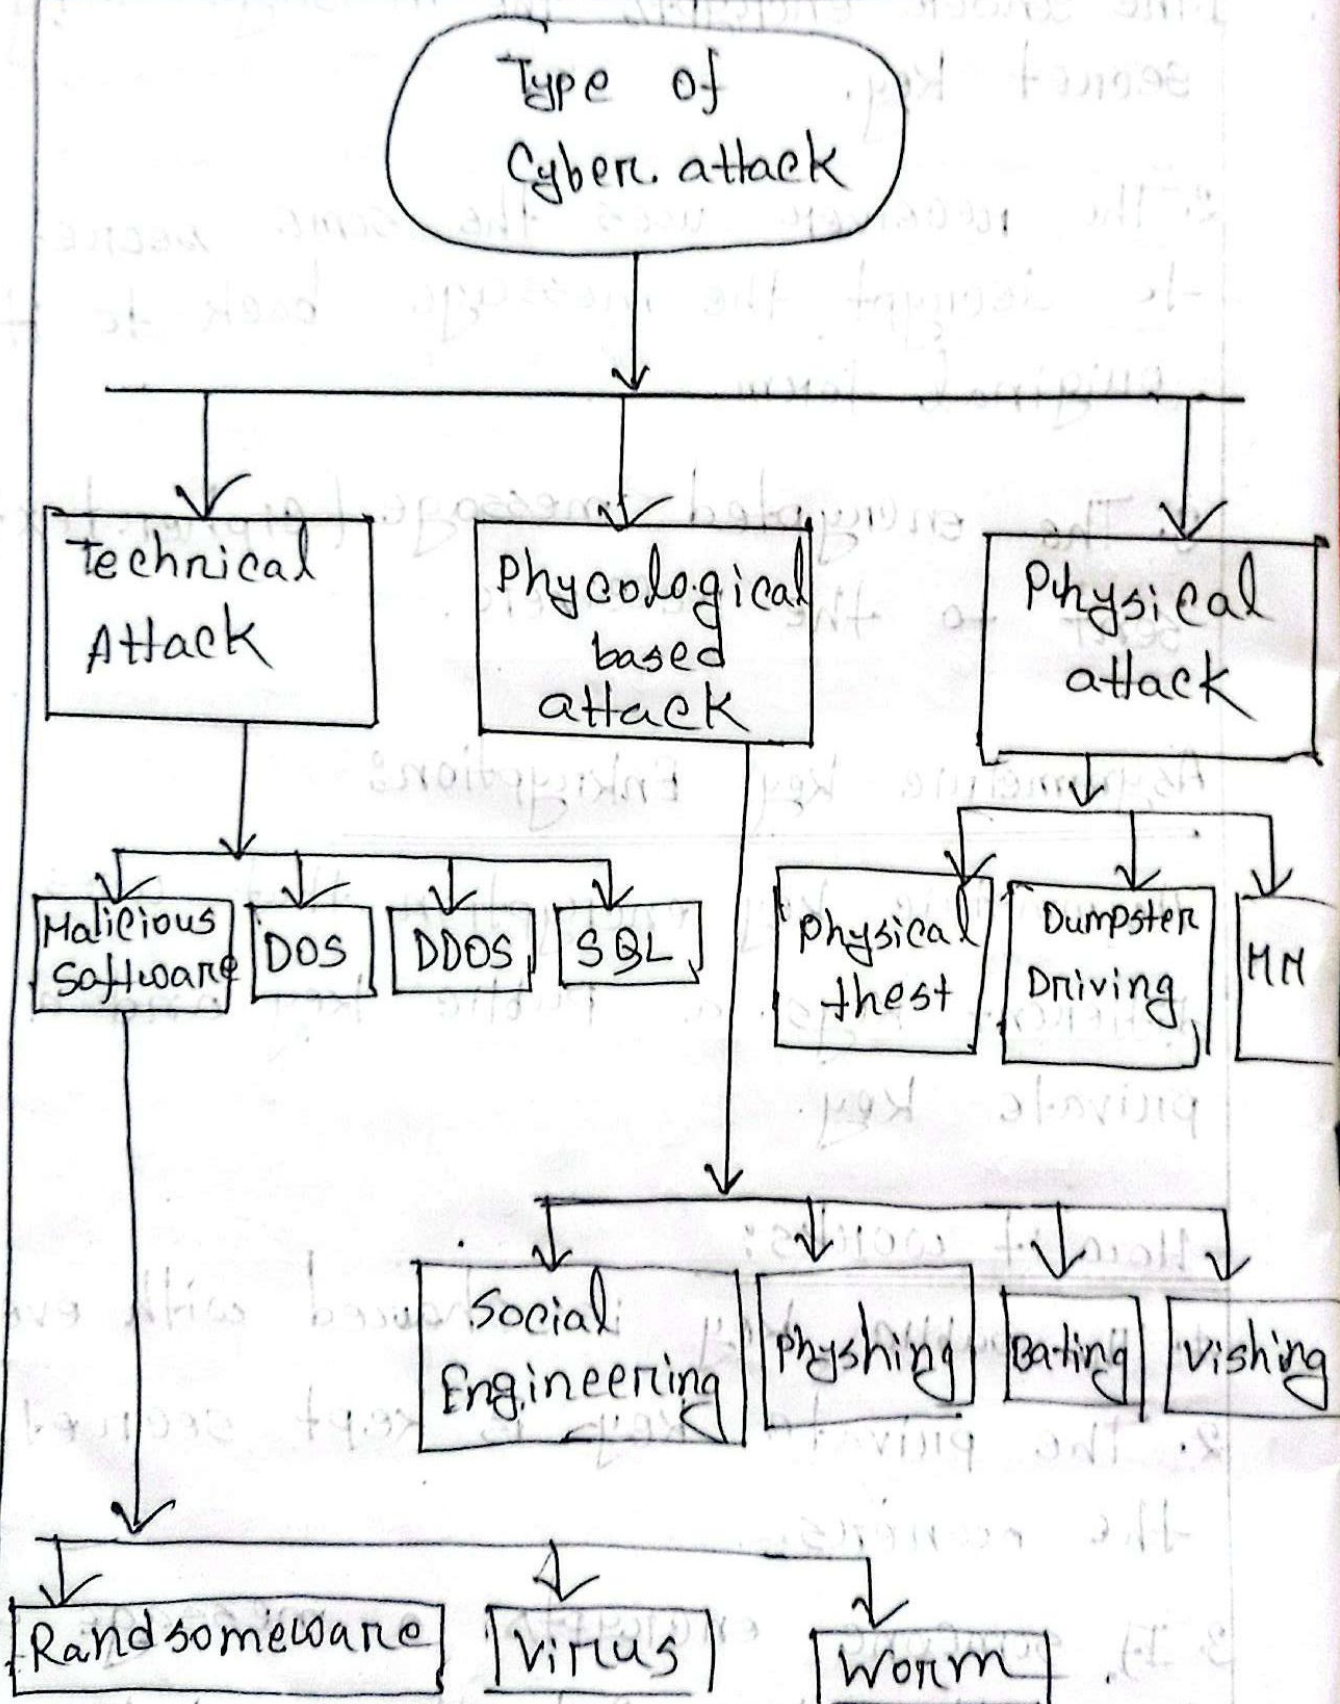 Type of
Cyber. attack
Technical
Attack
Phycological
based
attack
Physical
attack
Malicious
Software
DOS
DDOS
SQL
Physical
thest
Dumpster
Driving
MM
Social
Engineering
Physhing
Bating
Vishing
Randsomeware
Virus
Worm